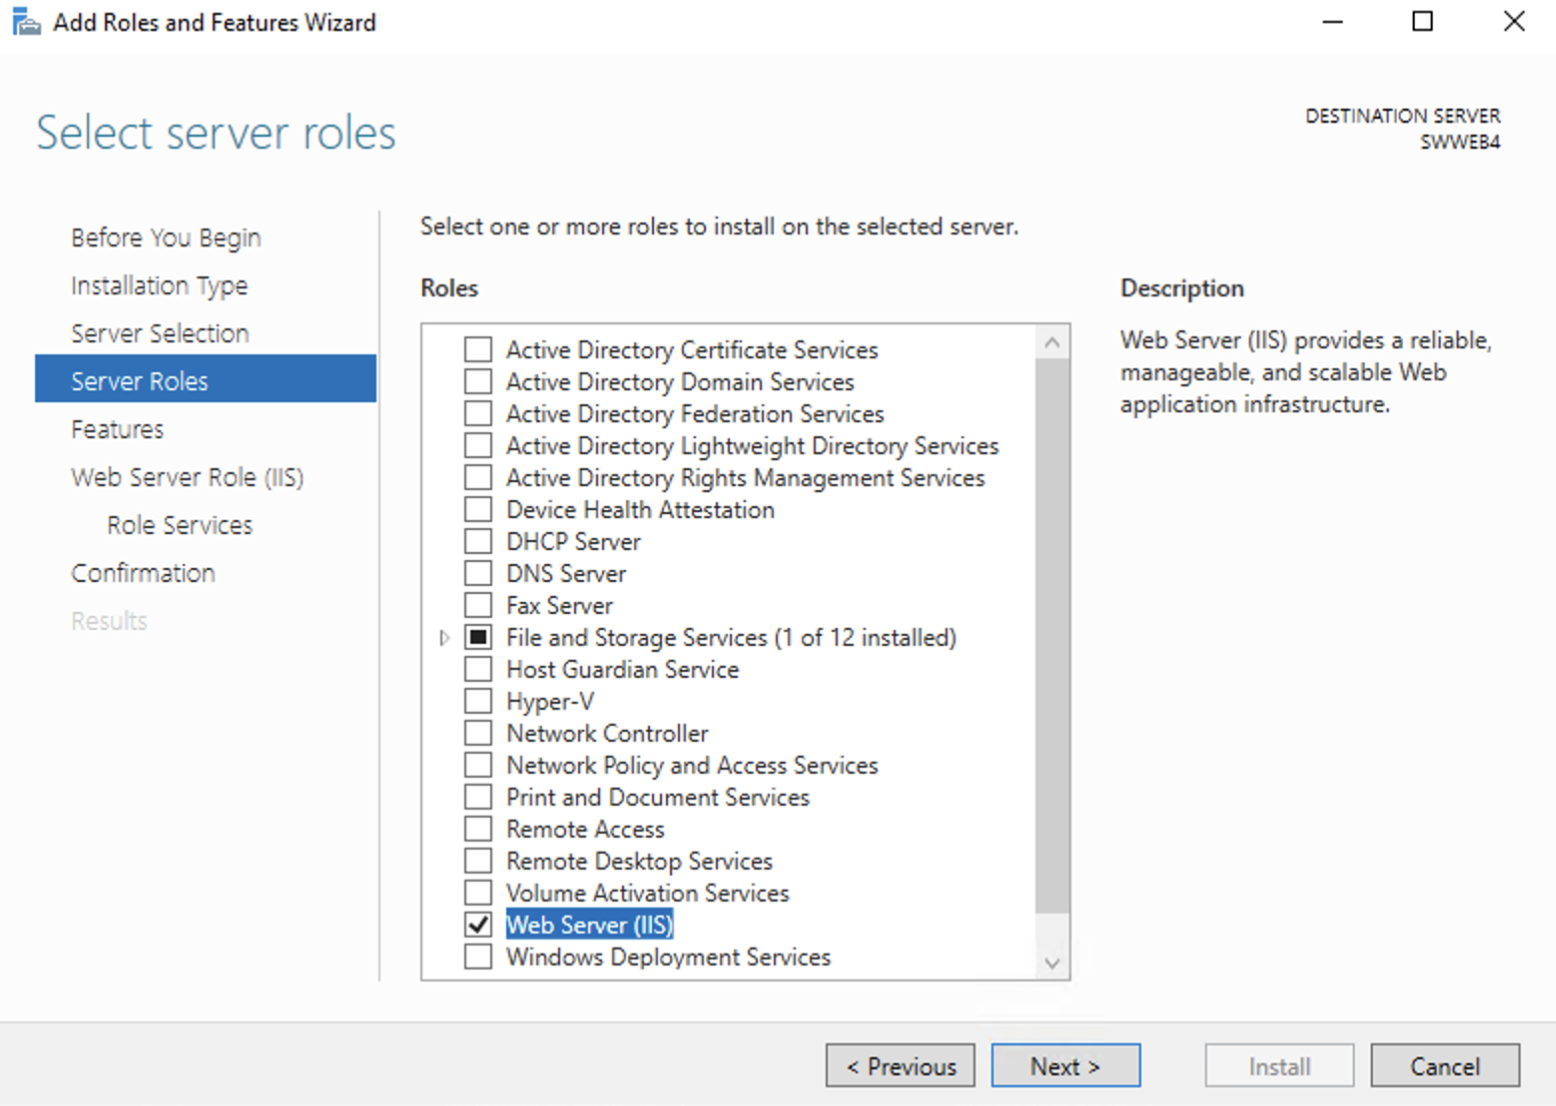 Add Roles and Features Wizard
Select server roles
DESTINATION SERVER
SWWEB4
Before You Begin
Installation Type
Server Selection
Server Roles
Features
Web Server Role (IIS)
Role Services
Confirmation
Results
Select one or more roles to install on the selected server.
Roles
Active Directory Certificate Services
Active Directory Domain Services
Active Directory Federation Services
Active Directory Lightweight Directory Services
Active Directory Rights Management Services
Device Health Attestation
DHCP Server
DNS Server
Fax Server
File and Storage Services (1 of 12 installed)
Host Guardian Service
Hyper-V
Network Controller
Network Policy and Access Services
Print and Document Services
Remote Access
Remote Desktop Services
Volume Activation Services
Web Server (IIS)
Windows Deployment Services
Description
Web Server (IIS) provides a reliable,
manageable, and scalable Web
application infrastructure.
< Previous
Next >
Install
Cancel